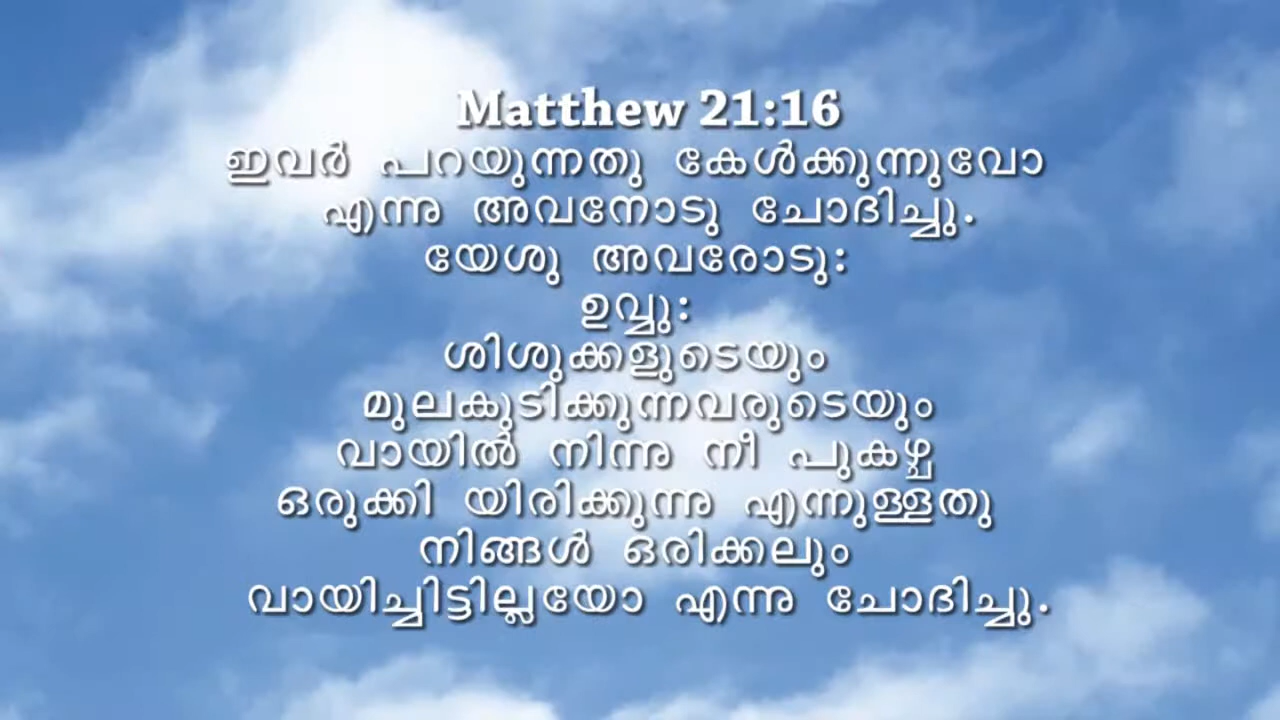 Matthew 21:16
ഇവർ പറയുന്നതു കേൾക്കുന്നുവോ
എന്നു അവനോടു ചോദിച്ചു.
യേശു അവരോടു:
ഉവ്വു:
ശിശുക്കളുടെയും
മുലകുടിക്കുന്നവരുടെയും
വായിൽ നിന്നു നീ പുകഴ്ച
ഒരുക്കി യിരിക്കുന്നു എന്നുള്ളതു
നിങ്ങൾ ഒരിക്കലും
വായിച്ചിട്ടില്ലയോ എന്നു ചോദിച്ചു.